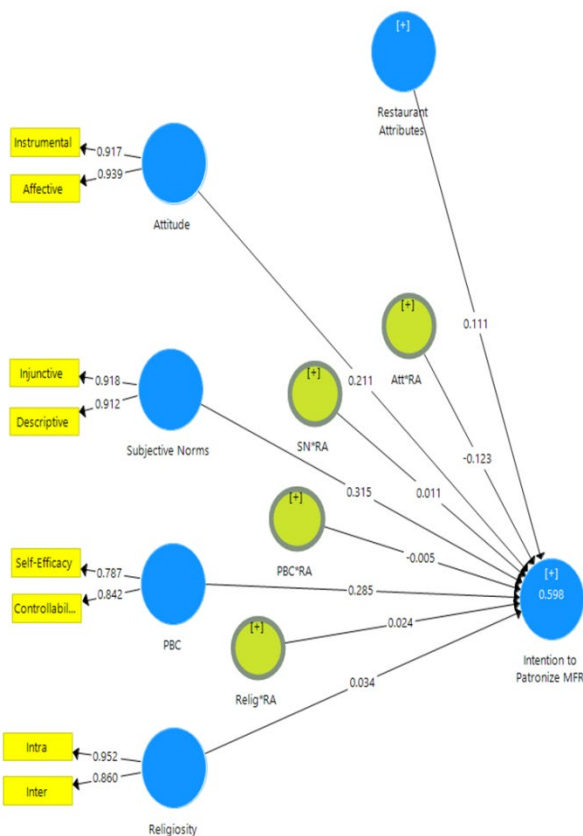 [+]
Restaurant
Attributes
Instrumental
0.917
Affective
0.939
Attitude
[+]
Att*RA
0.111
Injunctive
0.918
Descriptive
0.912
Subjective Norms
[+]
SN*RA
0.211
-0.123
0.315
0.011
[+]
PBC*RA
-0.005
Self-Efficacy
0.787
Controllabil...
0.842
PBC
0.285
[+]
0.598
Intention to
Patronize MFR
[+]
Relig*RA
0.024
0.034
Intra
0.952
Inter
0.860
Religiosity